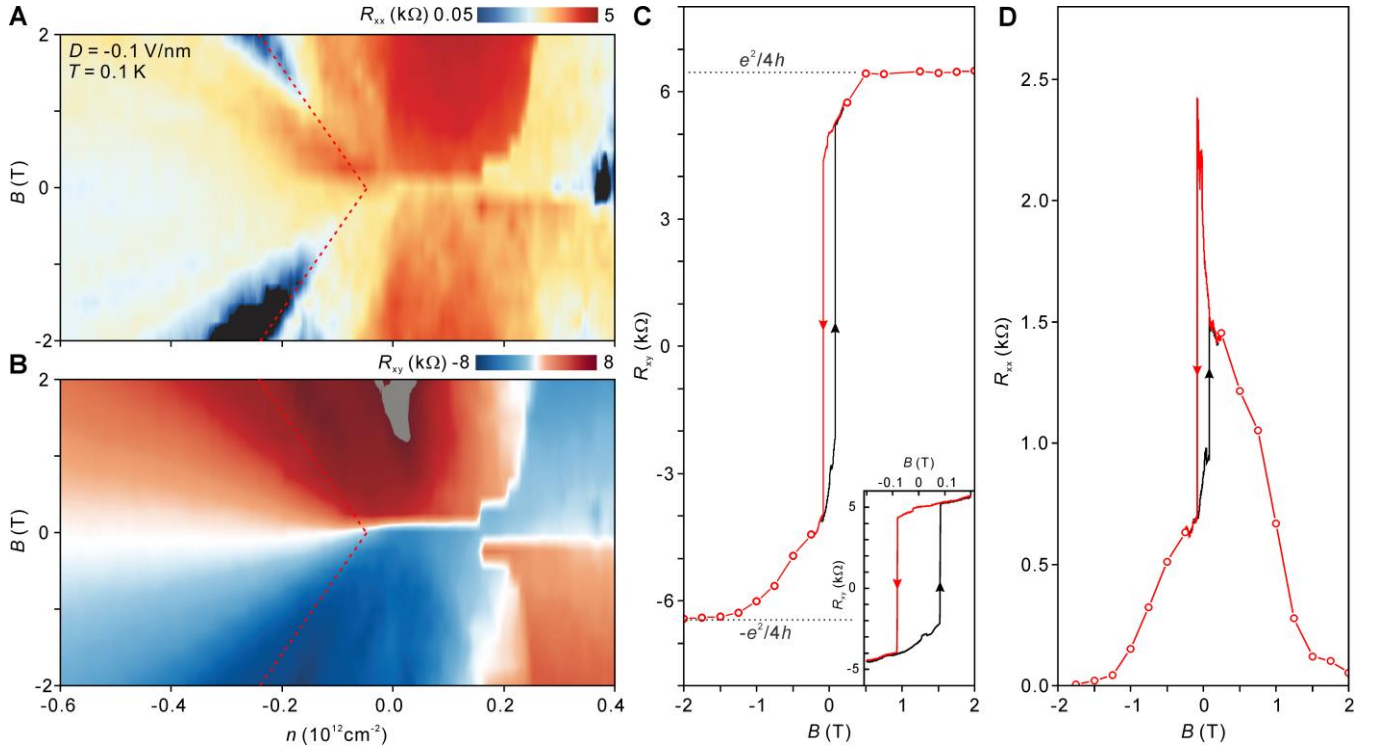 A
R_xx (kΩ) 0.05 5
D = -0.1 V/nm
T = 0.1 K
2
0
-2
B (T)
B
R_xy (kΩ) -8 8
2
0
-2
B (T)
-0.6 -0.4 -0.2 0.0 0.2 0.4
n (10^12cm^-2)
C
e^2/4h
6
3
0
-3
-6
R_xy (kΩ)
-e^2/4h
-2 -1 0 1 2
B (T)
B (T)
-0.1 0 0.1
5
0
-5
R_xy (kΩ)
D
2.5
2.0
1.5
1.0
0.5
0.0
R_xx (kΩ)
-2 -1 0 1 2
B (T)